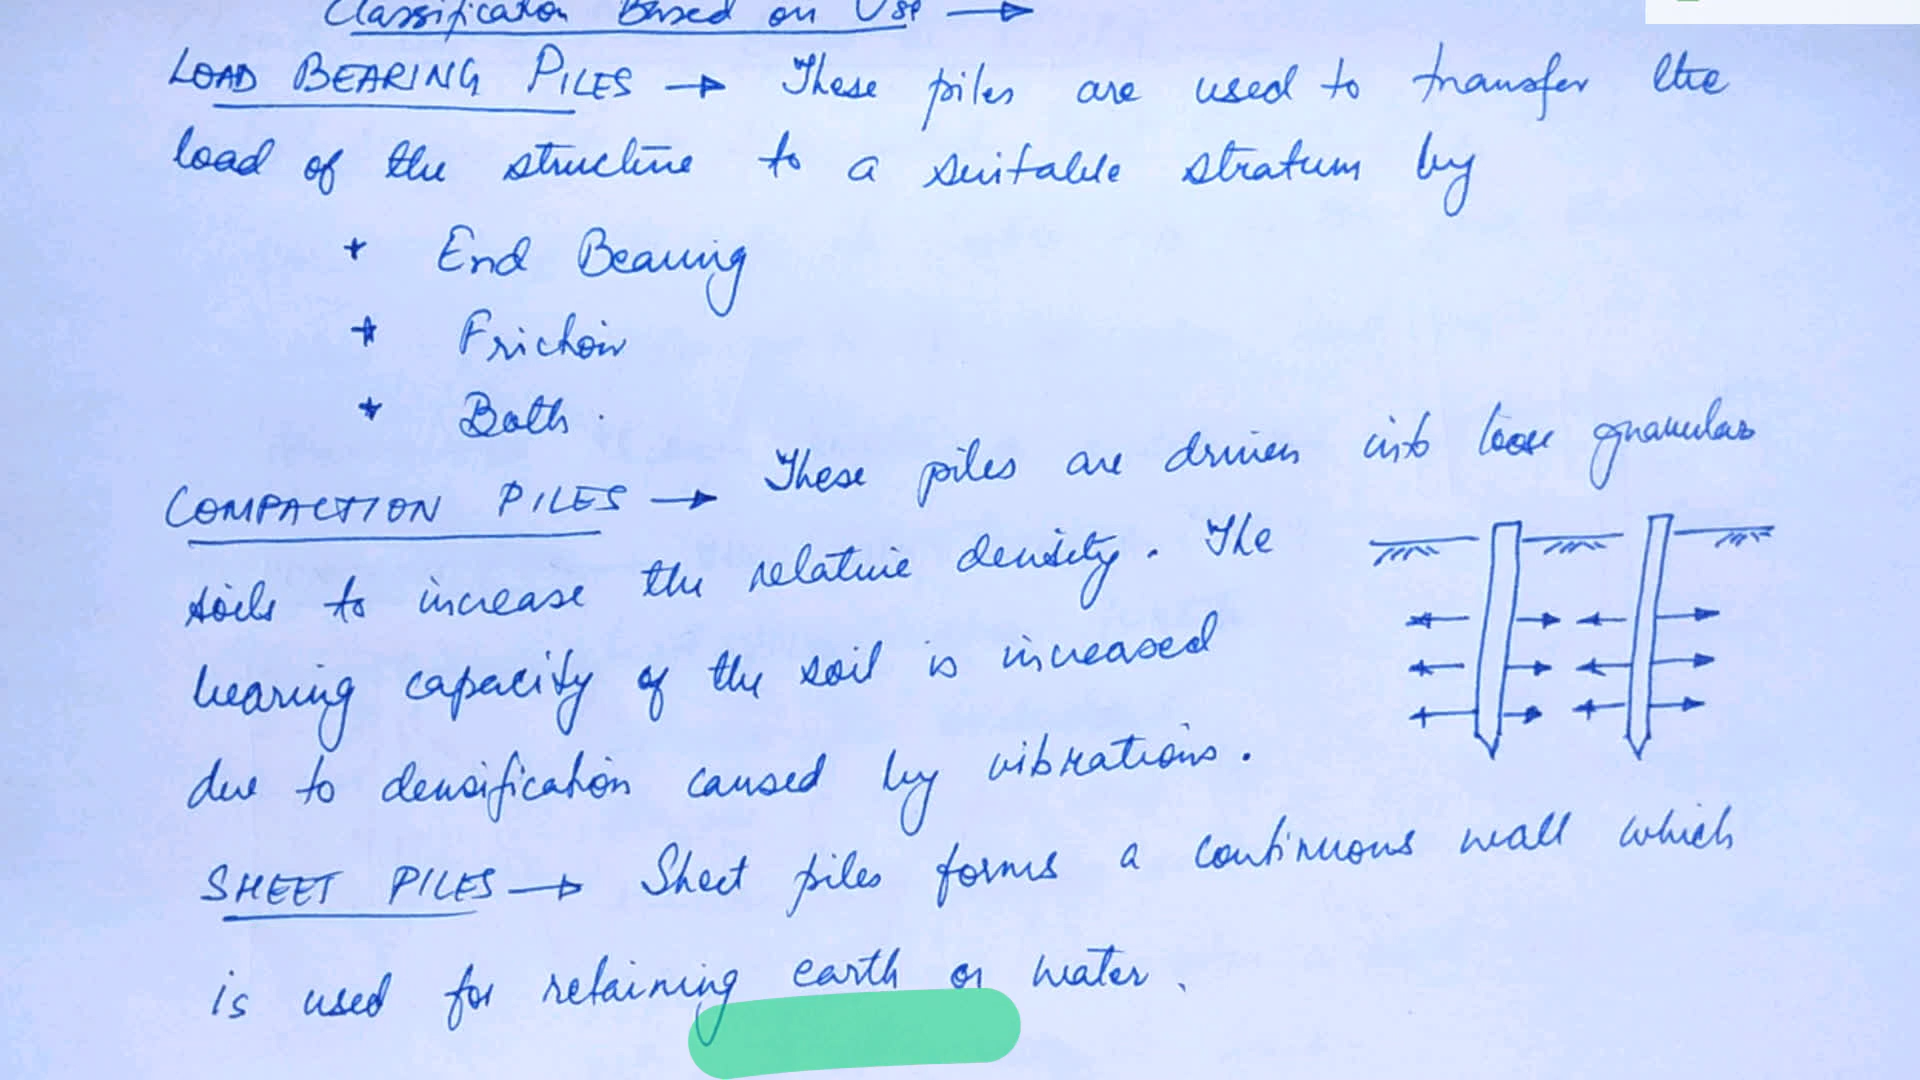 Classification Based on Use →
LOAD BEARING PILES → These piles are used to transfer the
load of the structure to a suitable stratum by
* End Bearing
* Friction
* Both.
COMPACTION PILES → These piles are driven into loose granular
soils to increase the relative density. The
bearing capacity of the soil is increased
due to densification caused by vibrations.
SHEET PILES → Sheet piles forms a continuous wall which
is used for retaining earth or water.